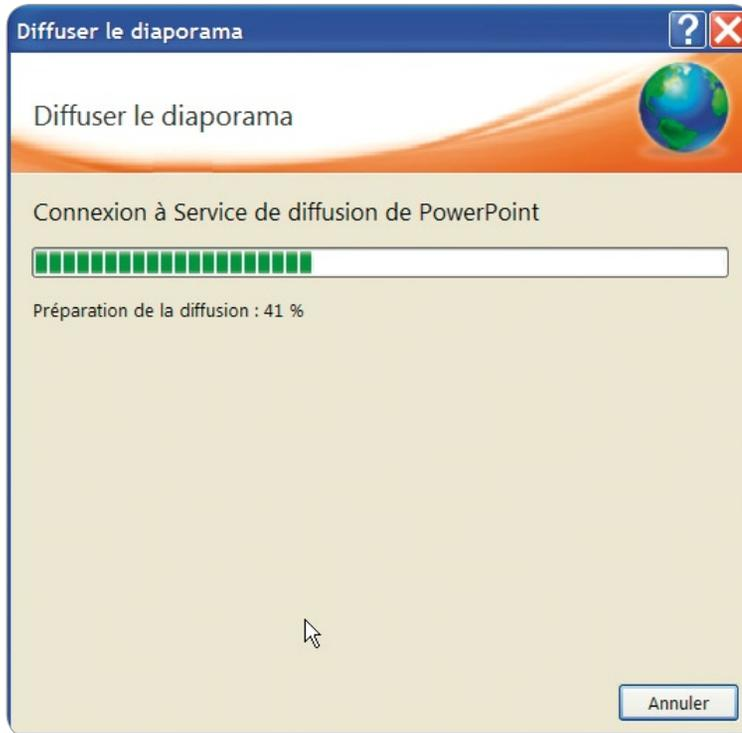 Diffuser le diaporama
Diffuser le diaporama
Connexion à Service de diffusion de PowerPoint
Préparation de la diffusion : 41 %
Annuler